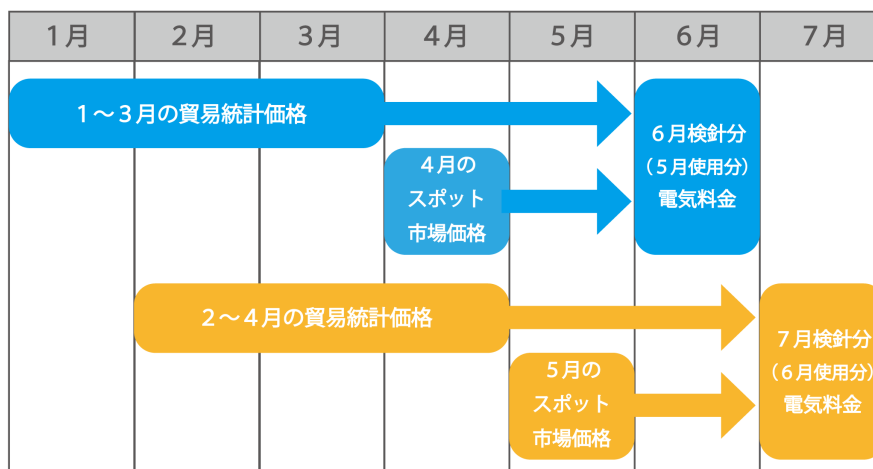 1月 2月 3月 4月 5月 6月 7月
1～3月の貿易統計価格
4月の
スポット
市場価格
6月検針分
（5月使用分）
電気料金
2～4月の貿易統計価格
5月の
スポット
市場価格
7月検針分
（6月使用分）
電気料金